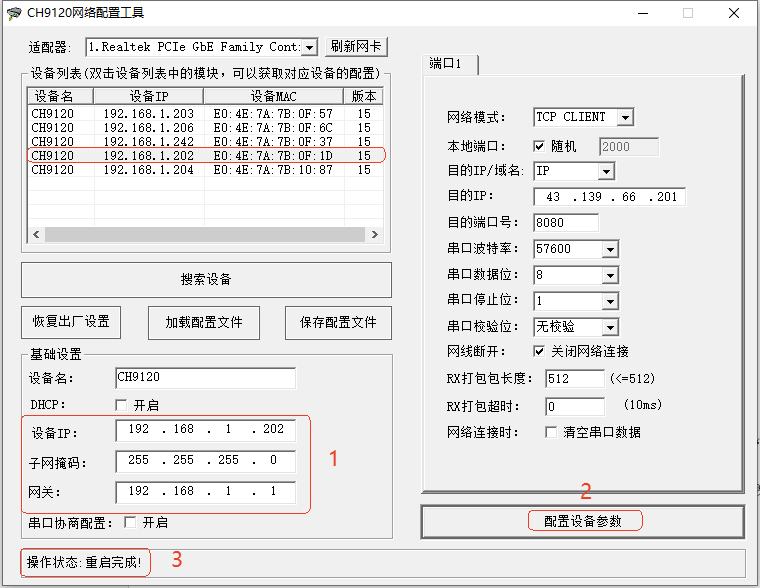 CH9120网络配置工具
适配器: 1.Realtek PCIe GbE Family Cont: 刷新网卡
设备列表(双击设备列表中的模块，可以获取对应设备的配置)
设备名 设备IP 设备MAC 版本
CH9120 192.168.1.203 E0:4E:7A:7B:0F:57 15
CH9120 192.168.1.206 E0:4E:7A:7B:0F:6C 15
CH9120 192.168.1.242 E0:4E:7A:7B:0F:37 15
CH9120 192.168.1.202 E0:4E:7A:7B:0F:1D 15
CH9120 192.168.1.204 E0:4E:7A:7B:10:87 15
搜索设备
恢复出厂设置 加载配置文件 保存配置文件
基础设置
设备名: CH9120
DHCP: 开启
设备IP: 192 .168 . 1 .202
子网掩码: 255 .255 .255 . 0
网关: 192 .168 . 1 . 1
1
串口协商配置: 开启
端口1
网络模式: TCP CLIENT
本地端口: 随机 2000
目的IP/域名: IP
目的IP: 43 .139 .66 .201
目的端口号: 8080
串口波特率: 57600
串口数据位: 8
串口停止位: 1
串口校验位: 无校验
网线断开: 关闭网络连接
RX打包包长度: 512 (<=512)
RX打包超时: 0 (10ms)
网络连接时: 清空串口数据
2
配置设备参数
操作状态:重启完成!
3